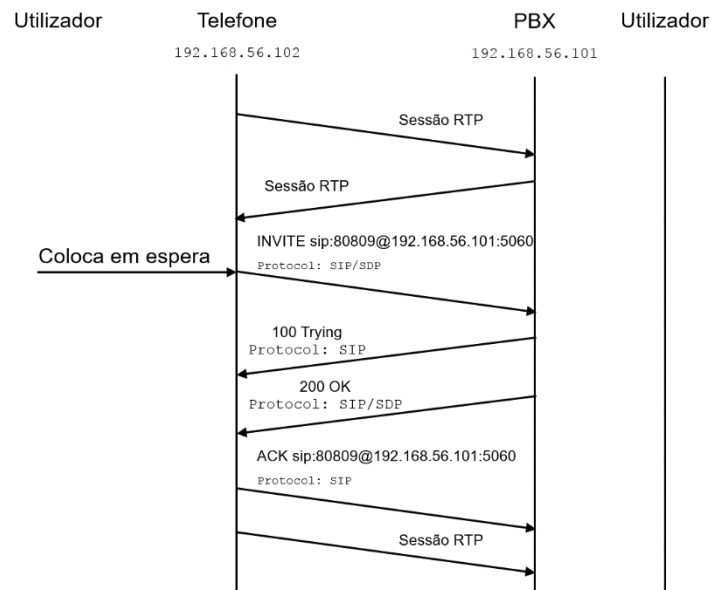 Utilizador Telefone PBX Utilizador
192.168.56.102 192.168.56.101
Sessão RTP
Sessão RTP
INVITE sip:80809@192.168.56.101:5060
Coloca em espera
Protocol: SIP/SDP
100 Trying
Protocol: SIP
200 OK
Protocol: SIP/SDP
ACK sip:80809@192.168.56.101:5060
Protocol: SIP
Sessão RTP